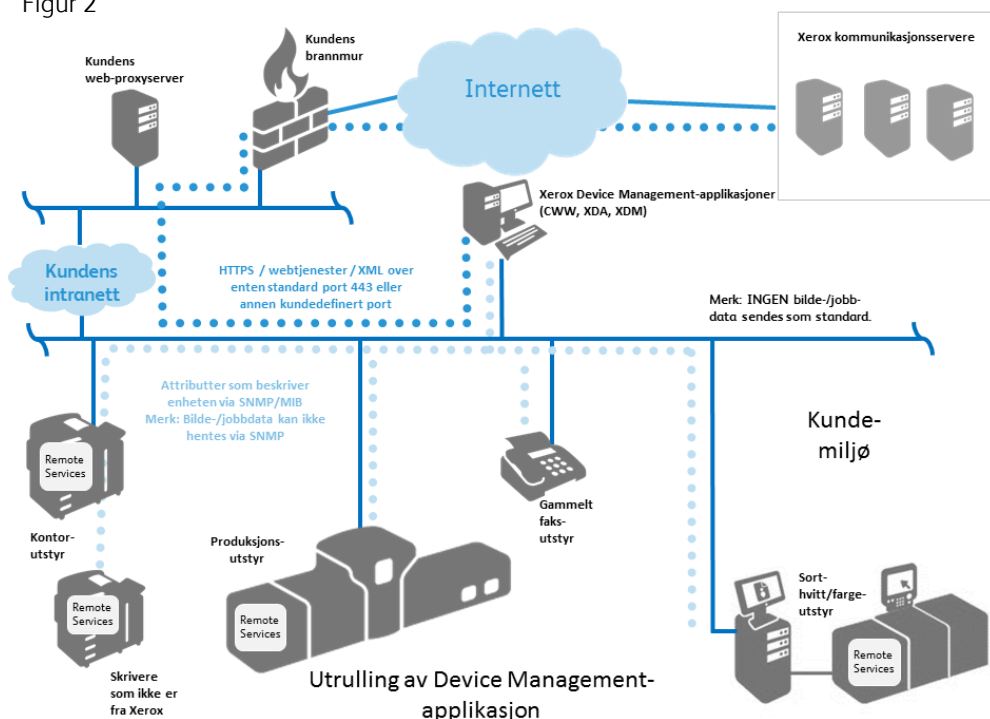 Figur 2
Kundens
web-proxyserver
Kundens
brannmur
Internett
Xerox kommunikasjonsservere
Xerox Device Management-applikasjoner
(CWW, XDA, XDM)
Kundens
intranett
HTTPS / webtjenester / XML over
enten standard port 443 eller
annen kundedefinert port
Merk: INGEN bilde-/jobb-
data sendes som standard.
Attributter som beskriver
enheten via SNMP/MIB
Merk: Bilde-/jobbdata kan ikke
hentes via SNMP
Kunde-
miljø
Remote
Services
Kontor-
utstyr
Produksjons-
utstyr
Gammelt
faks-
utstyr
Remote
Services
Remote
Services
Sort-
hvitt/farge-
utstyr
Remote
Services
Skrivere
som ikke er
fra Xerox
Utrulling av Device Management-
applikasjon